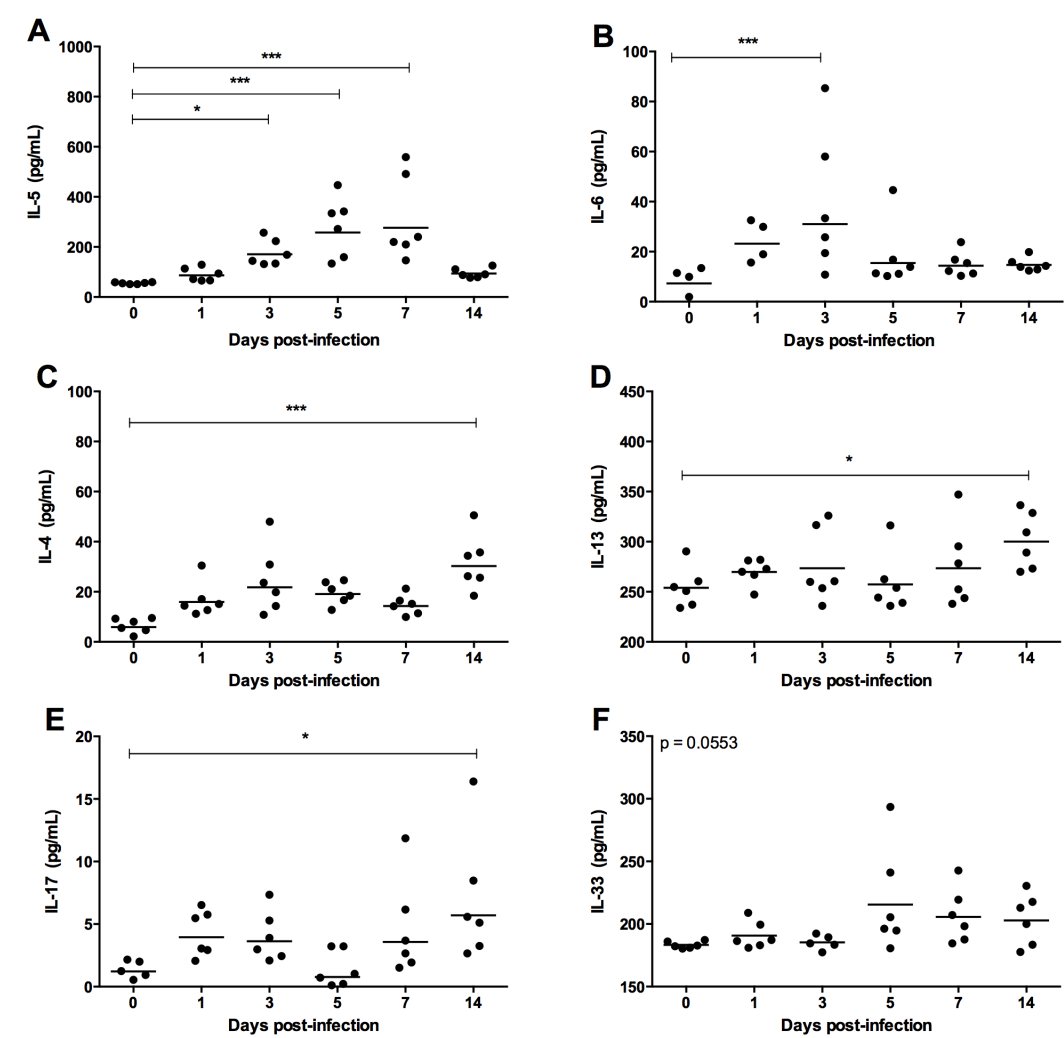 A
IL-5 (pg/mL)
1000
800
600
400
200
0
***
***
*
0 1 3 5 7 14
Days post-infection
B
IL-6 (pg/mL)
100
80
60
40
20
0
***
0 1 3 5 7 14
Days post-infection
C
IL-4 (pg/mL)
100
80
60
40
20
0
***
0 1 3 5 7 14
Days post-infection
D
IL-13 (pg/mL)
450
400
350
300
250
200
*
0 1 3 5 7 14
Days post-infection
E
IL-17 (pg/mL)
20
15
10
5
0
*
0 1 3 5 7 14
Days post-infection
F
IL-33 (pg/mL)
350
300
250
200
150
p = 0.0553
0 1 3 5 7 14
Days post-infection